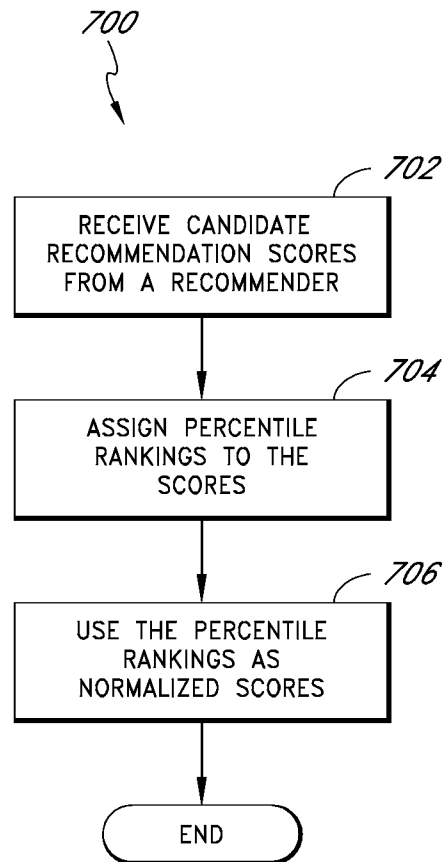 700
702
RECEIVE CANDIDATE
RECOMMENDATION SCORES
FROM A RECOMMENDER
704
ASSIGN PERCENTILE
RANKINGS TO THE
SCORES
706
USE THE PERCENTILE
RANKINGS AS
NORMALIZED SCORES
END